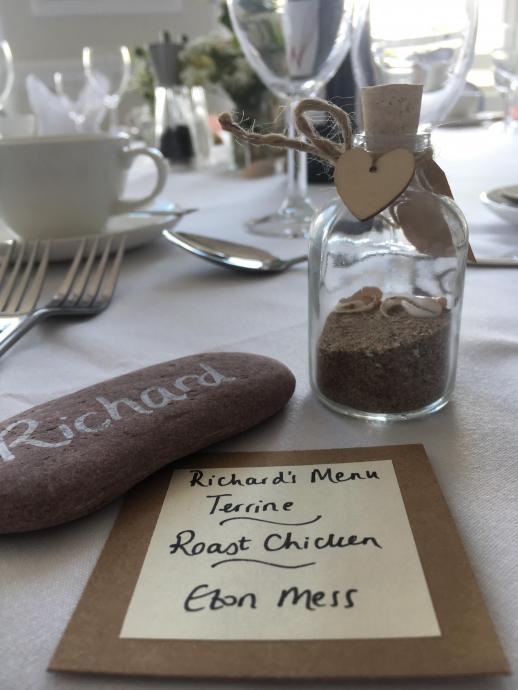 Richard
Richard's Menu
Terrine
Roast Chicken
Eton Mess